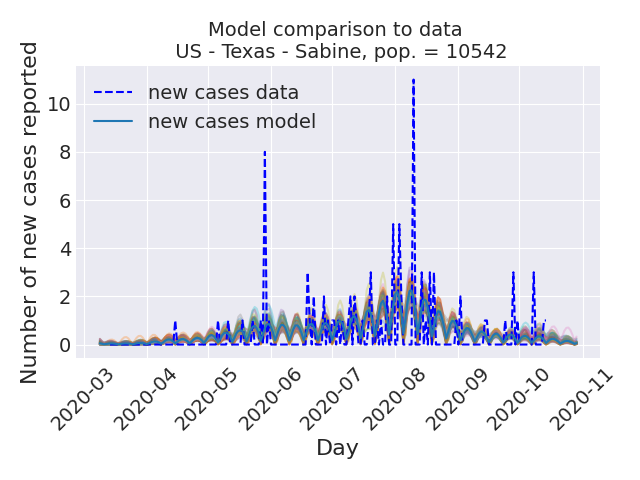 Model comparison to data
US - Texas - Sabine, pop. = 10542
Number of new cases reported
10
8
6
4
2
0
new cases data
new cases model
2020-03
2020-04
2020-05
2020-06
2020-07
2020-08
2020-09
2020-10
2020-11
Day